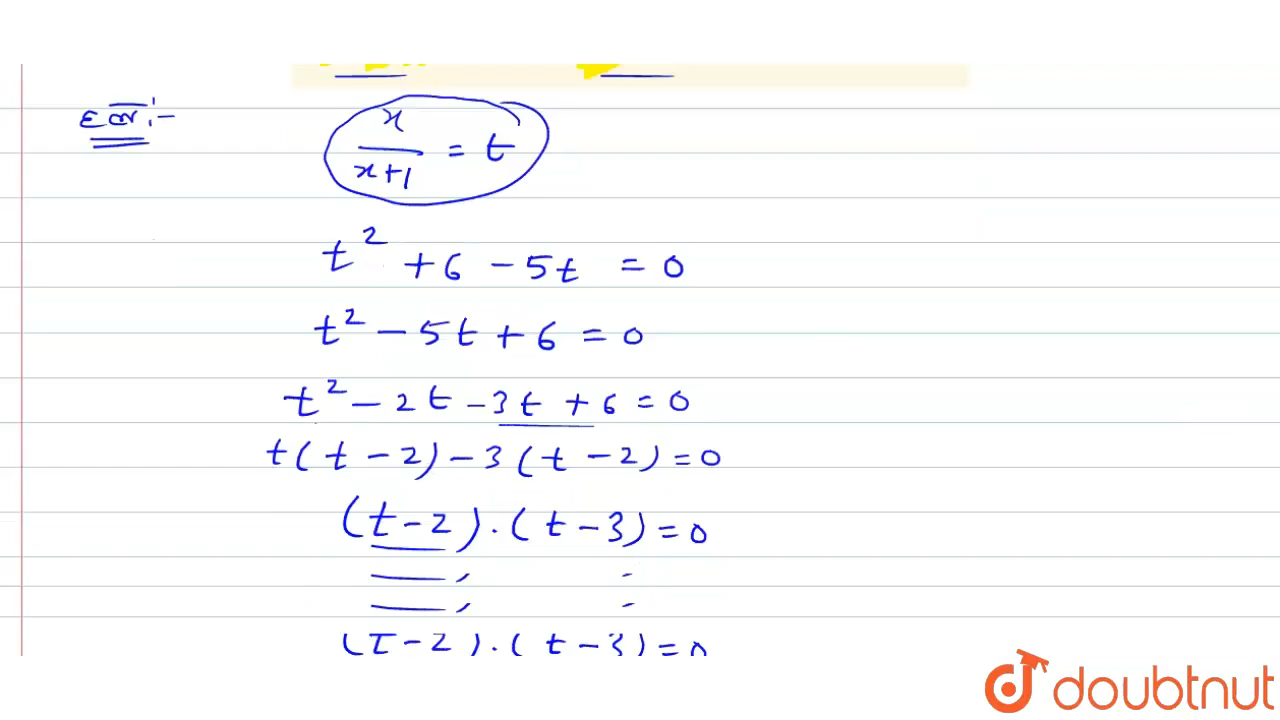 x/(x+1) = t
t² + 6 - 5t = 0
t² - 5t + 6 = 0
t² - 2t - 3t + 6 = 0
t(t - 2) - 3(t - 2) = 0
(t - 2) . (t - 3) = 0
(t - 2) . (t - 3) = 0
doubtnut